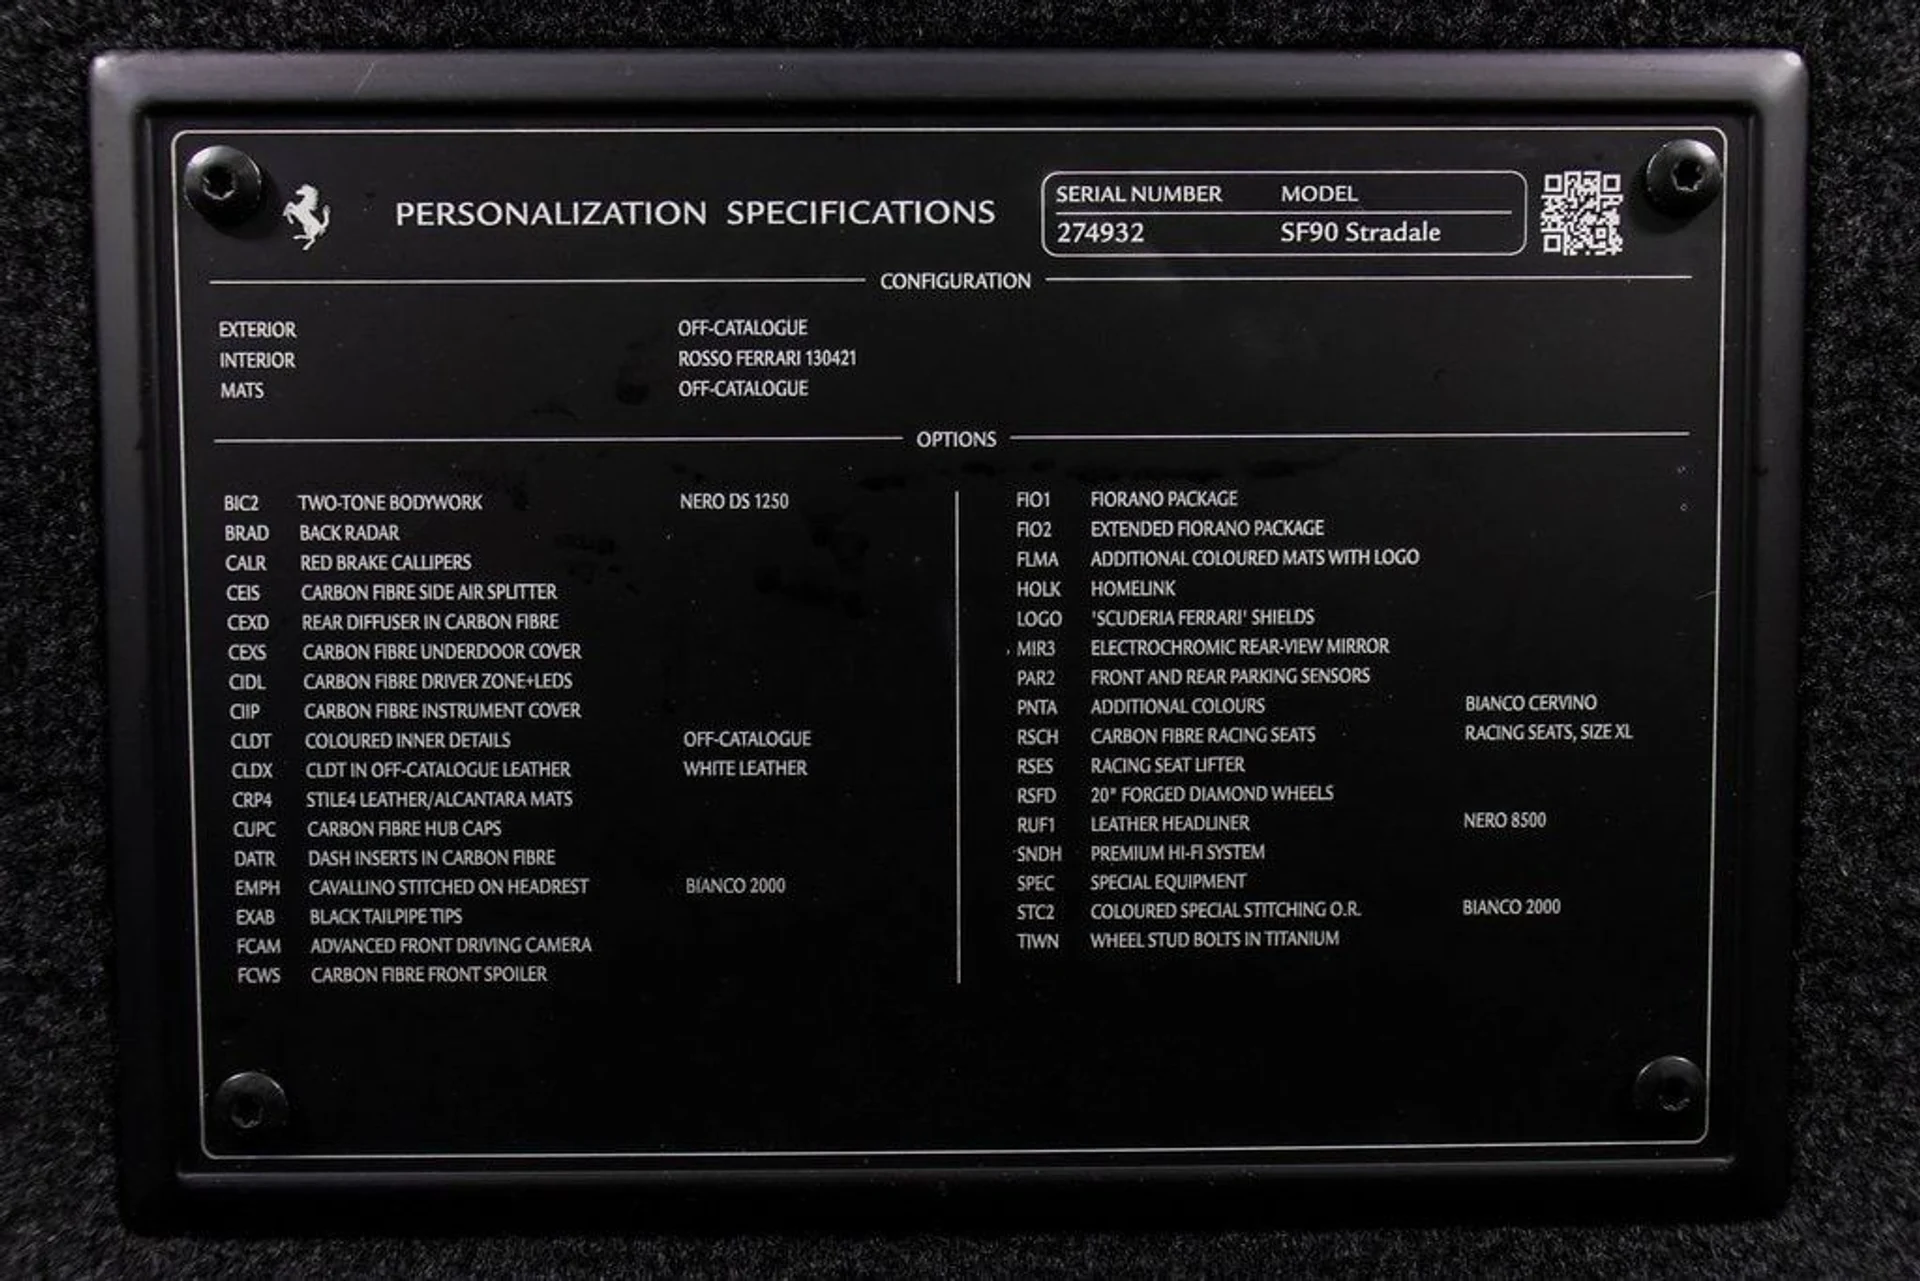 PERSONALIZATION SPECIFICATIONS
SERIAL NUMBER MODEL
274932 SF90 Stradale
CONFIGURATION
EXTERIOR OFF-CATALOGUE
INTERIOR ROSSO FERRARI 130421
MATS OFF-CATALOGUE
OPTIONS
BIC2 TWO-TONE BODYWORK NERO DS 1250
BRAD BACK RADAR
CALR RED BRAKE CALLIPERS
CEIS CARBON FIBRE SIDE AIR SPLITTER
CEXD REAR DIFFUSER IN CARBON FIBRE
CEXS CARBON FIBRE UNDERDOOR COVER
CIDL CARBON FIBRE DRIVER ZONE+LEDS
CIIP CARBON FIBRE INSTRUMENT COVER
CLDT COLOURED INNER DETAILS OFF-CATALOGUE
CLDX CLDT IN OFF-CATALOGUE LEATHER WHITE LEATHER
CRP4 STILE4 LEATHER/ALCANTARA MATS
CUPC CARBON FIBRE HUB CAPS
DATR DASH INSERTS IN CARBON FIBRE
EMPH CAVALLINO STITCHED ON HEADREST BIANCO 2000
EXAB BLACK TAILPIPE TIPS
FCAM ADVANCED FRONT DRIVING CAMERA
FCWS CARBON FIBRE FRONT SPOILER
FIO1 FIORANO PACKAGE
FIO2 EXTENDED FIORANO PACKAGE
FLMA ADDITIONAL COLOURED MATS WITH LOGO
HOLK HOMELINK
LOGO 'SCUDERIA FERRARI' SHIELDS
MIR3 ELECTROCHROMIC REAR-VIEW MIRROR
PAR2 FRONT AND REAR PARKING SENSORS
PNTA ADDITIONAL COLOURS BIANCO CERVINO
RSCH CARBON FIBRE RACING SEATS RACING SEATS, SIZE XL
RSES RACING SEAT LIFTER
RSFD 20" FORGED DIAMOND WHEELS
RUF1 LEATHER HEADLINER NERO 8500
SNDH PREMIUM HI-FI SYSTEM
SPEC SPECIAL EQUIPMENT
STC2 COLOURED SPECIAL STITCHING O.R. BIANCO 2000
TIWN WHEEL STUD BOLTS IN TITANIUM